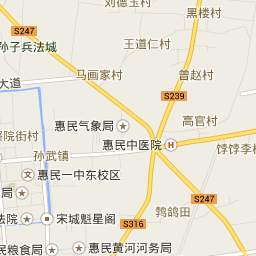 刘德玉村
黑楼村
S247
孙子兵法城
王道仁村
大道
马画家村
曾赵村
S239
惠民气象局
高官村
察院街村
惠民中医院
H
饽饽李村
孙武镇
惠民一中东校区
S247
鹁鸽田
法院
宋城魁星阁
S316
民粮食局
惠民黄河河务局